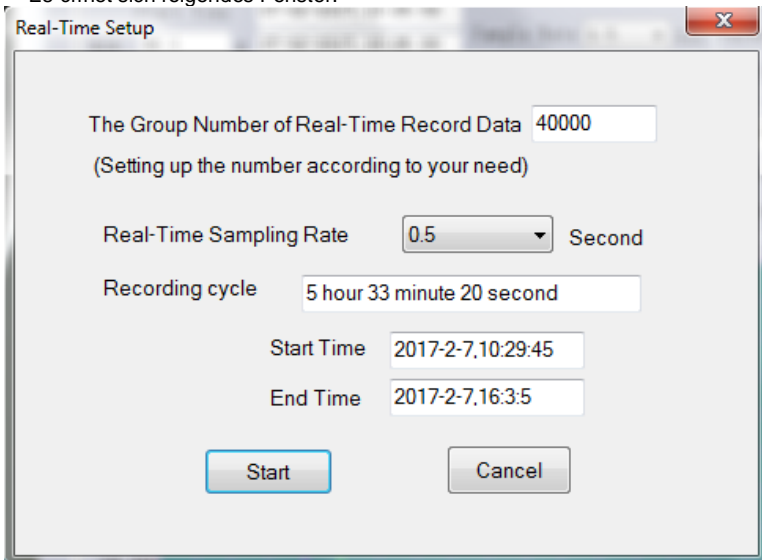 Real-Time Setup
The Group Number of Real-Time Record Data 40000
(Setting up the number according to your need)
Real-Time Sampling Rate 0.5 Second
Recording cycle 5 hour 33 minute 20 second
Start Time 2017-2-7,10:29:45
End Time 2017-2-7,16:3:5
Start Cancel